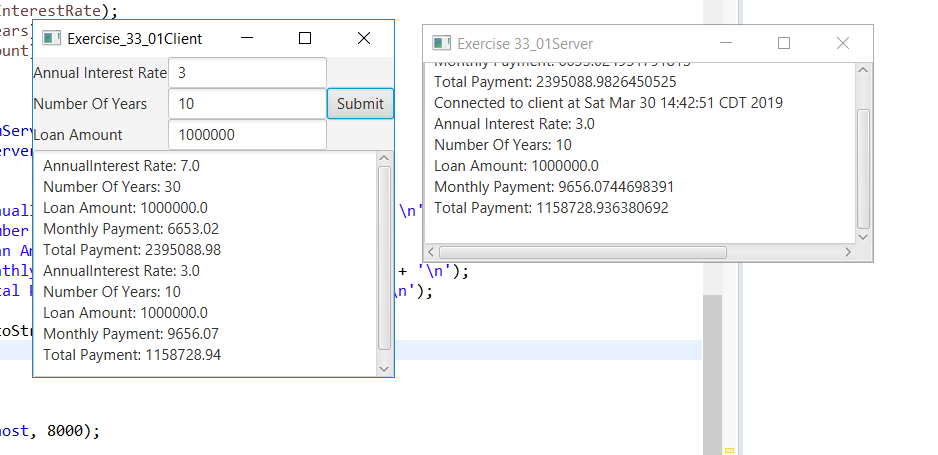 nterestRate);
Exercise_33_01Client
Annual Interest Rate 3
Number Of Years 10 Submit
Loan Amount 1000000
AnnualInterest Rate: 7.0
Number Of Years: 30
Loan Amount: 1000000.0
Monthly Payment: 6653.02
Total Payment: 2395088.98
AnnualInterest Rate: 3.0
Number Of Years: 10
Loan Amount: 1000000.0
Monthly Payment: 9656.07
Total Payment: 1158728.94
Exercise 33_01Server
Total Payment: 2395088.9826450525
Connected to client at Sat Mar 30 14:42:51 CDT 2019
Annual Interest Rate: 3.0
Number Of Years: 10
Loan Amount: 1000000.0
Monthly Payment: 9656.0744698391
Total Payment: 1158728.936380692
\n'
+ '\n');
\n');
ost, 8000);